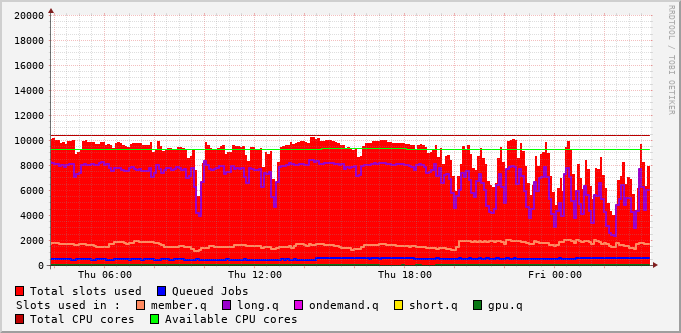 20000
18000
16000
14000
12000
10000
8000
6000
4000
2000
0
Thu 06:00 Thu 12:00 Thu 18:00 Fri 00:00
RRDTOOL / TOBI OETIKER
Total slots used Queued Jobs
Slots used in : member.q long.q ondemand.q short.q gpu.q
Total CPU cores Available CPU cores